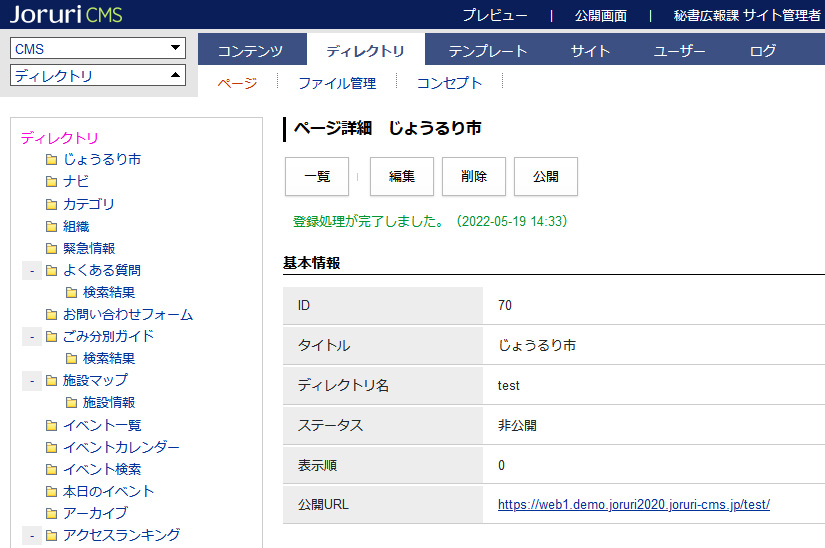 Joruri CMS
プレビュー | 公開画面 | 秘書広報課 サイト管理者
CMS
ディレクトリ
コンテンツ ディレクトリ テンプレート サイト ユーザー ログ
ページ ファイル管理 コンセプト
ディレクトリ
じょうるり市
ナビ
カテゴリ
組織
緊急情報
- よくある質問
検索結果
お問い合わせフォーム
- ごみ分別ガイド
検索結果
- 施設マップ
施設情報
イベント一覧
イベントカレンダー
イベント検索
本日のイベント
アーカイブ
- アクセスランキング
ページ詳細 じょうるり市
一覧 編集 削除 公開
登録処理が完了しました。（2022-05-19 14:33）
基本情報
ID 70
タイトル じょうるり市
ディレクトリ名 test
ステータス 非公開
表示順 0
公開URL https://web1.demo.joruri2020.joruri-cms.jp/test/